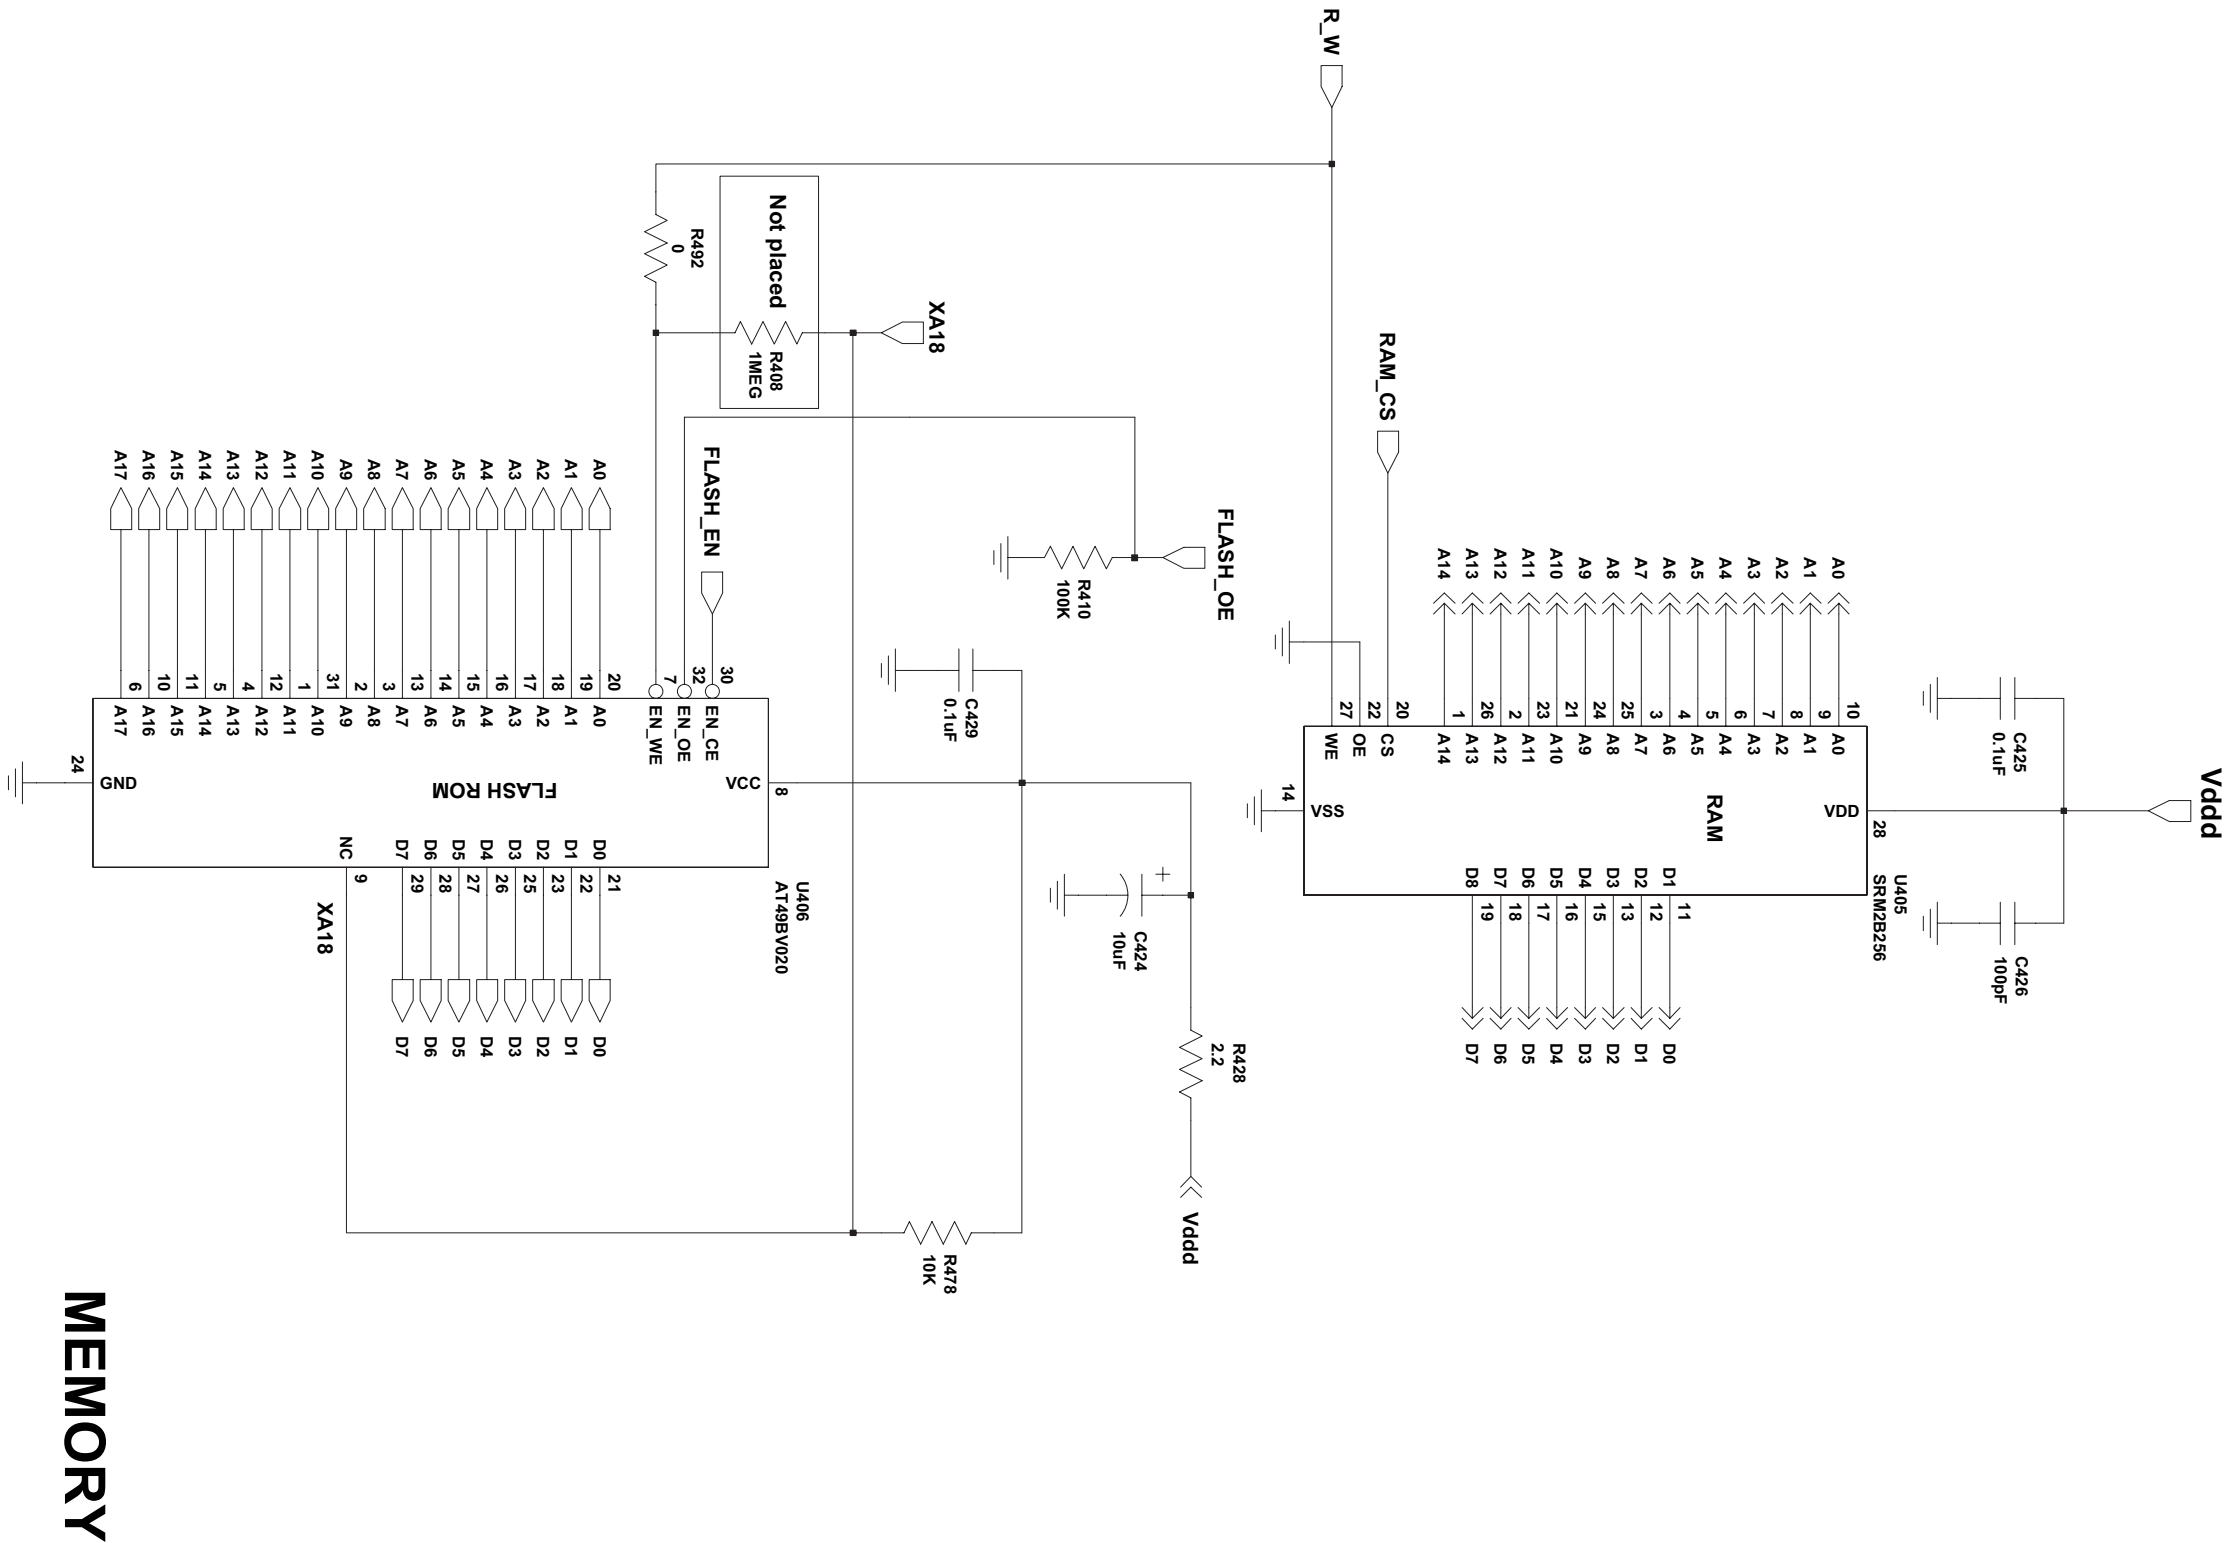 Vddd
C425
0.1uF
C426
100pF
U405
SRM2B256
28
VDD
RAM
A0 10 A0
A1 9 A1
A2 8 A2
A3 7 A3
A4 6 A4
A5 5 A5
A6 4 A6
A7 3 A7
A8 25 A8
A9 24 A9
A10 21 A10
A11 23 A11
A12 2 A12
A13 26 A13
A14 1 A14
RAM_CS
20 CS
22 OE
R_W
27 WE
D1 11 D0
D2 12 D1
D3 13 D2
D4 15 D3
D5 16 D4
D6 17 D5
D7 18 D6
D8 19 D7
VSS
14
FLASH_OE
R410
100K
R428
2.2
Vddd
+
C424
10uF
C429
0.1uF
R478
10K
XA18
Not placed
R408
1MEG
R492
0
U406
AT49BV020
8
VCC
FLASH ROM
FLASH_EN
30 EN_CE
32 EN_OE
7 EN_WE
A0 20 A0
A1 19 A1
A2 18 A2
A3 17 A3
A4 16 A4
A5 15 A5
A6 14 A6
A7 13 A7
A8 3 A8
A9 2 A9
A10 31 A10
A11 1 A11
A12 12 A12
A13 4 A13
A14 5 A14
A15 11 A15
A16 10 A16
A17 6 A17
D0 21 D0
D1 22 D1
D2 23 D2
D3 25 D3
D4 26 D4
D5 27 D5
D6 28 D6
D7 29 D7
NC 9
XA18
GND
24
MEMORY